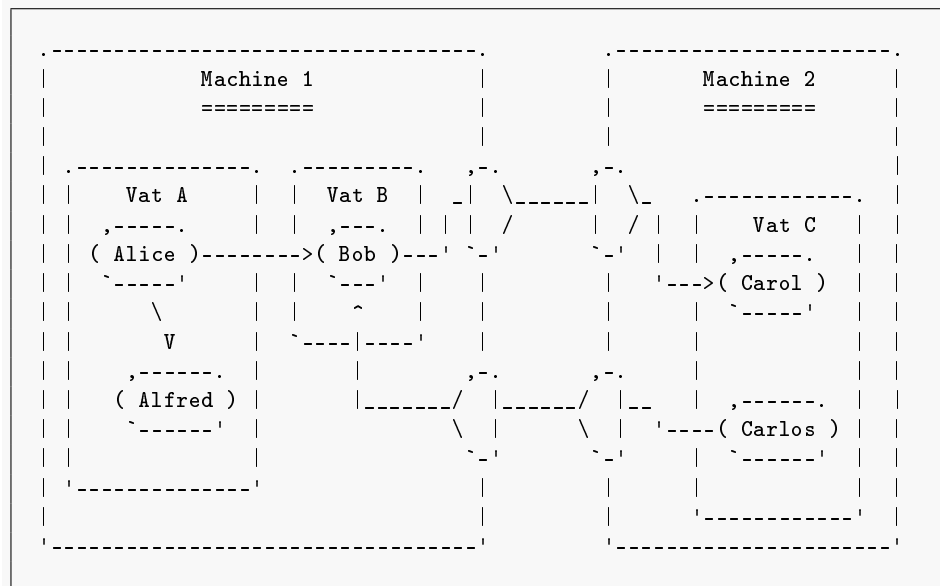 Machine 1
Machine 2
Vat A
Vat B
Vat C
Alice
Bob
Carol
V
Alfred
Carlos